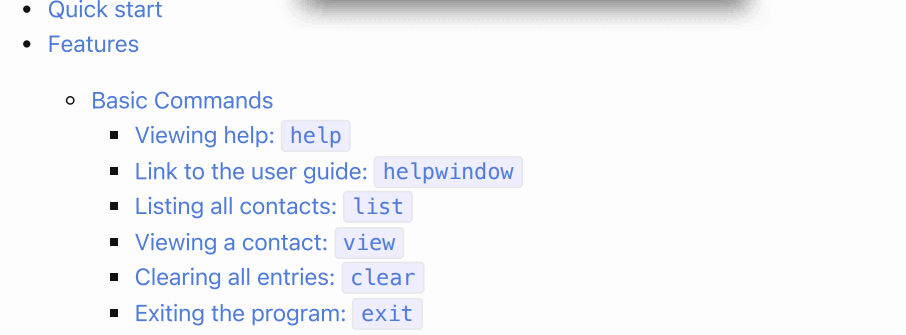 Quick start
Features
Basic Commands
Viewing help: help
Link to the user guide: helpwindow
Listing all contacts: list
Viewing a contact: view
Clearing all entries: clear
Exiting the program: exit